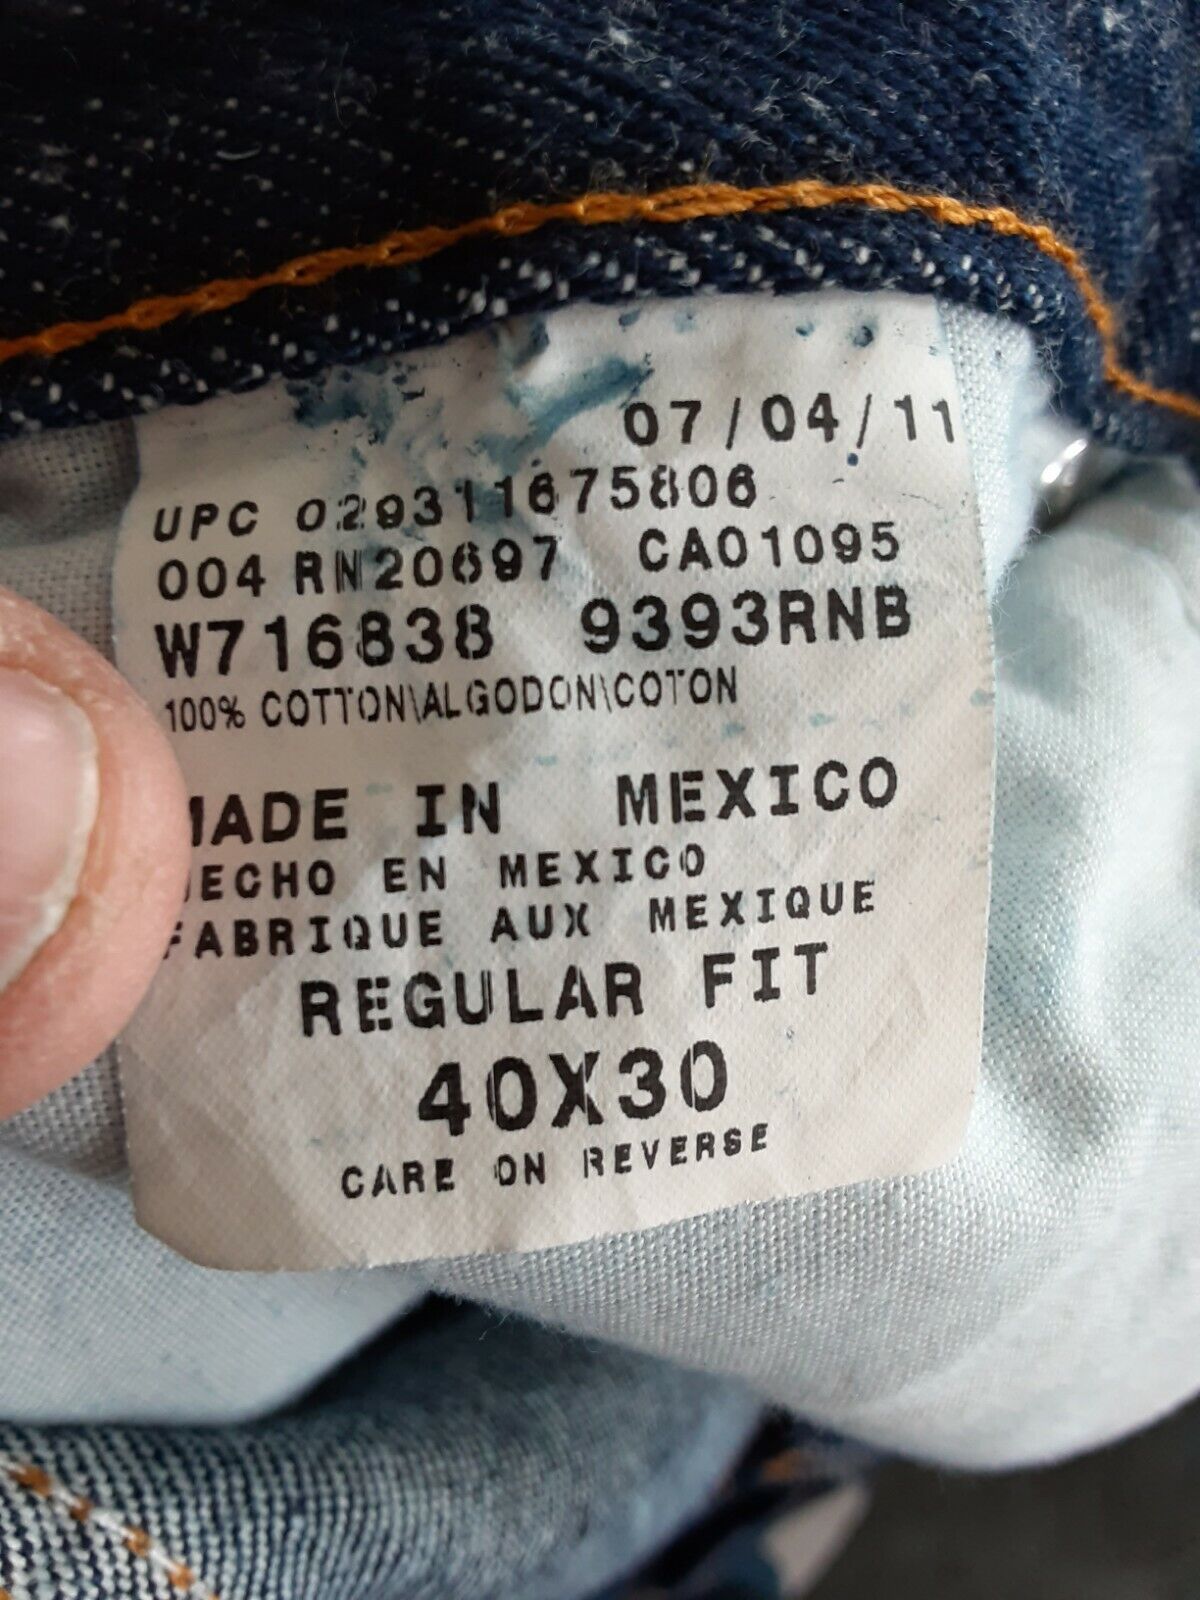 07/04/11
UPC 029311675806
004 RN20697 CA01095
W716838 9393RNB
100% COTTON\ALGODON\COTON
MADE IN MEXICO
HECHO EN MEXICO
FABRIQUE AUX MEXIQUE
REGULAR FIT
40X30
CARE ON REVERSE